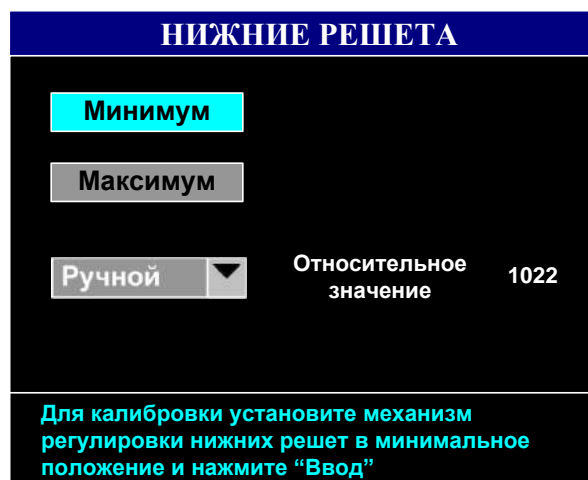 НИЖНИЕ РЕШЕТА
Минимум
Максимум
Ручной
Относительное
значение
1022
Для калибровки установите механизм
регулировки нижних решет в минимальное
положение и нажмите “Ввод”